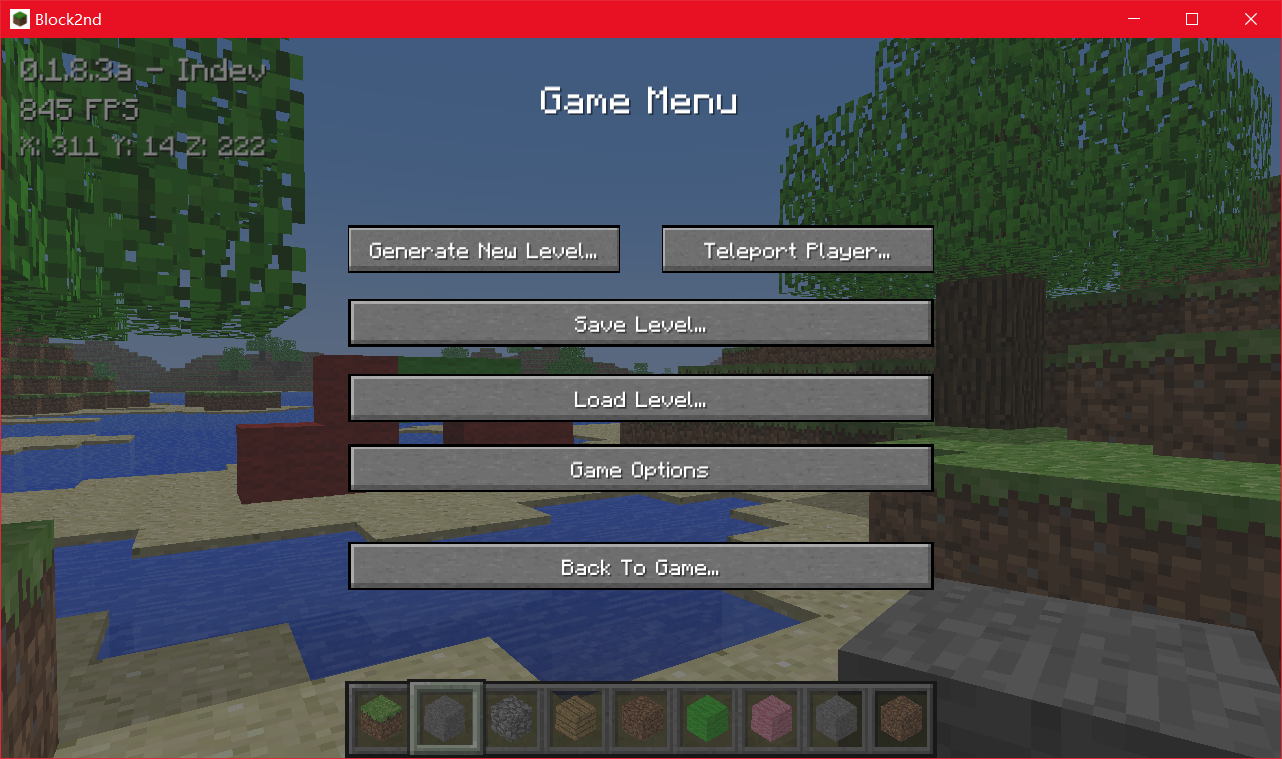 Block2nd
0.1.8.3a - Indev
845 FPS
X: 311 Y: 14 Z: 222
Game Menu
Generate New Level...
Teleport Player...
Save Level...
Load Level...
Game Options
Back To Game...